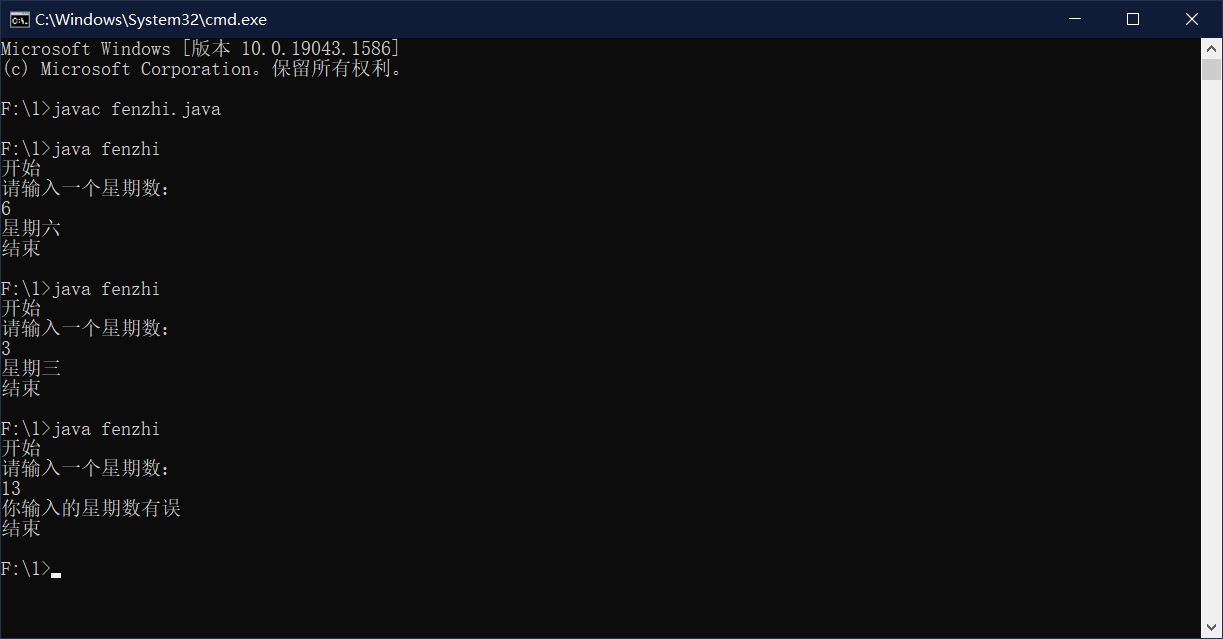 C:\Windows\System32\cmd.exe
Microsoft Windows [版本 10.0.19043.1586]
(c) Microsoft Corporation。保留所有权利。
F:\1>javac fenzhi.java
F:\1>java fenzhi
开始
请输入一个星期数：
6
星期六
结束
F:\1>java fenzhi
开始
请输入一个星期数：
3
星期三
结束
F:\1>java fenzhi
开始
请输入一个星期数：
13
你输入的星期数有误
结束
F:\1>